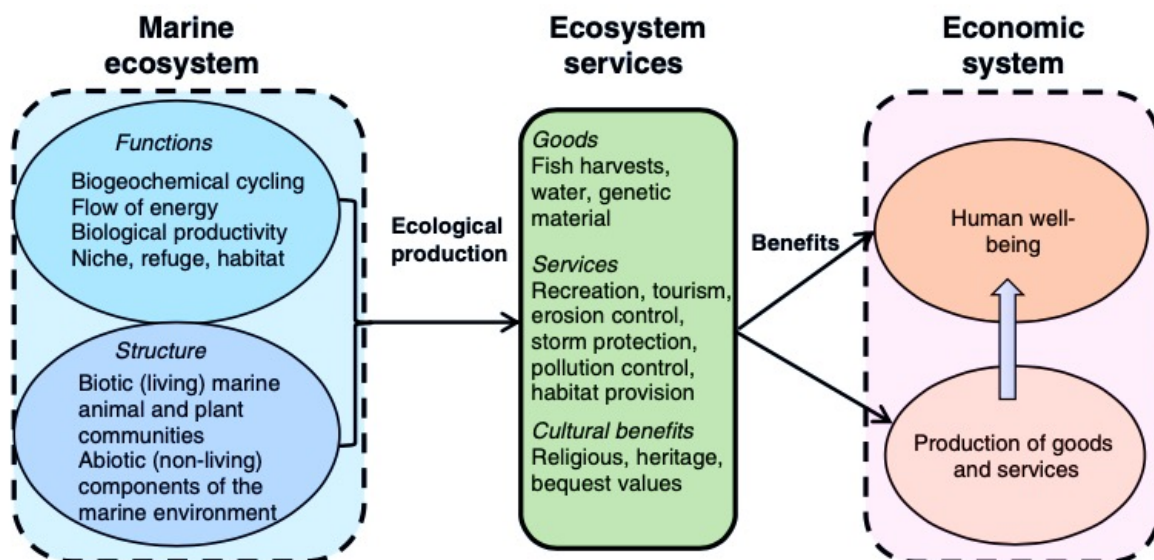 Marine
ecosystem
Functions
Biogeochemical cycling
Flow of energy
Biological productivity
Niche, refuge, habitat
Structure
Biotic (living) marine
animal and plant
communities
Abiotic (non-living)
components of the
marine environment
Ecological
production
Ecosystem
services
Goods
Fish harvests,
water, genetic
material
Services
Recreation, tourism,
erosion control,
storm protection,
pollution control,
habitat provision
Cultural benefits
Religious, heritage,
bequest values
Benefits
Economic
system
Human well-
being
Production of goods
and services